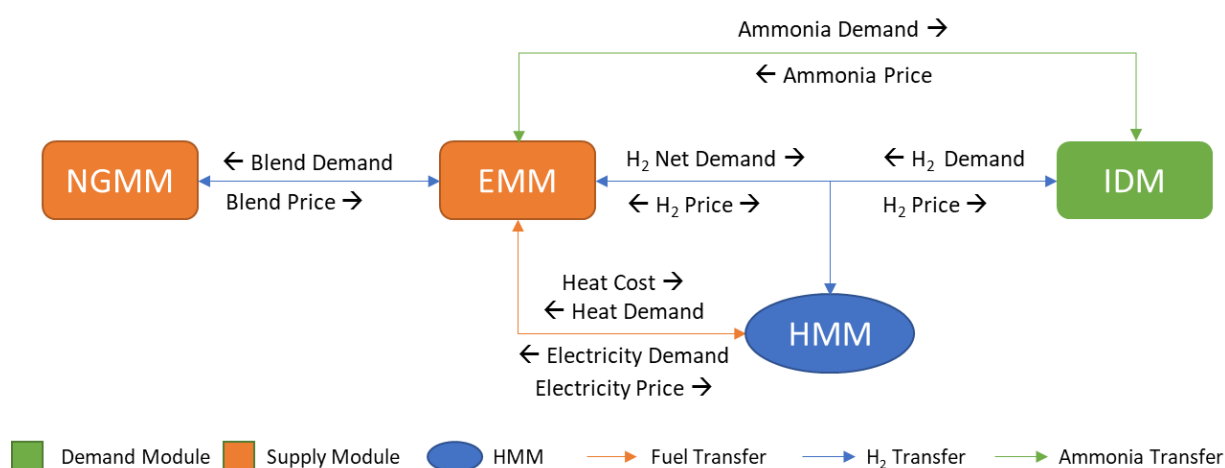 Ammonia Demand →
← Ammonia Price
NGMM
← Blend Demand
Blend Price →
EMM
H₂ Net Demand →
← H₂ Price →
← H₂ Demand
H₂ Price →
IDM
Heat Cost →
← Heat Demand
HMM
← Electricity Demand
Electricity Price →
Demand Module
Supply Module
HMM
Fuel Transfer
H₂ Transfer
Ammonia Transfer